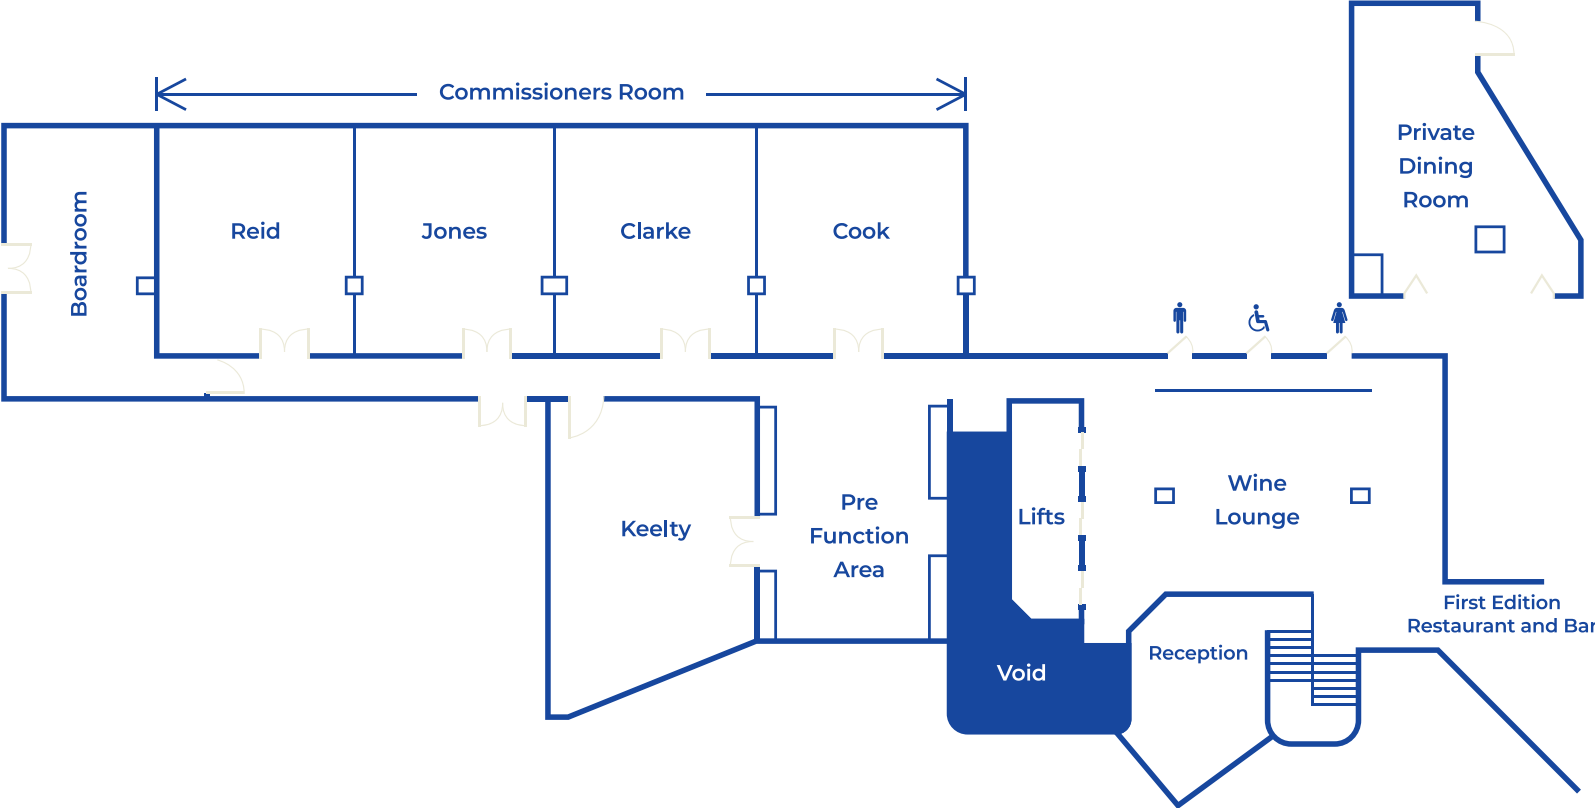 Commissioners Room
Private
Dining
Room
Boardroom
Reid
Jones
Clarke
Cook
Wine
Lounge
Pre
Function
Area
Lifts
Keelty
First Edition
Restaurant and Bar
Reception
Void